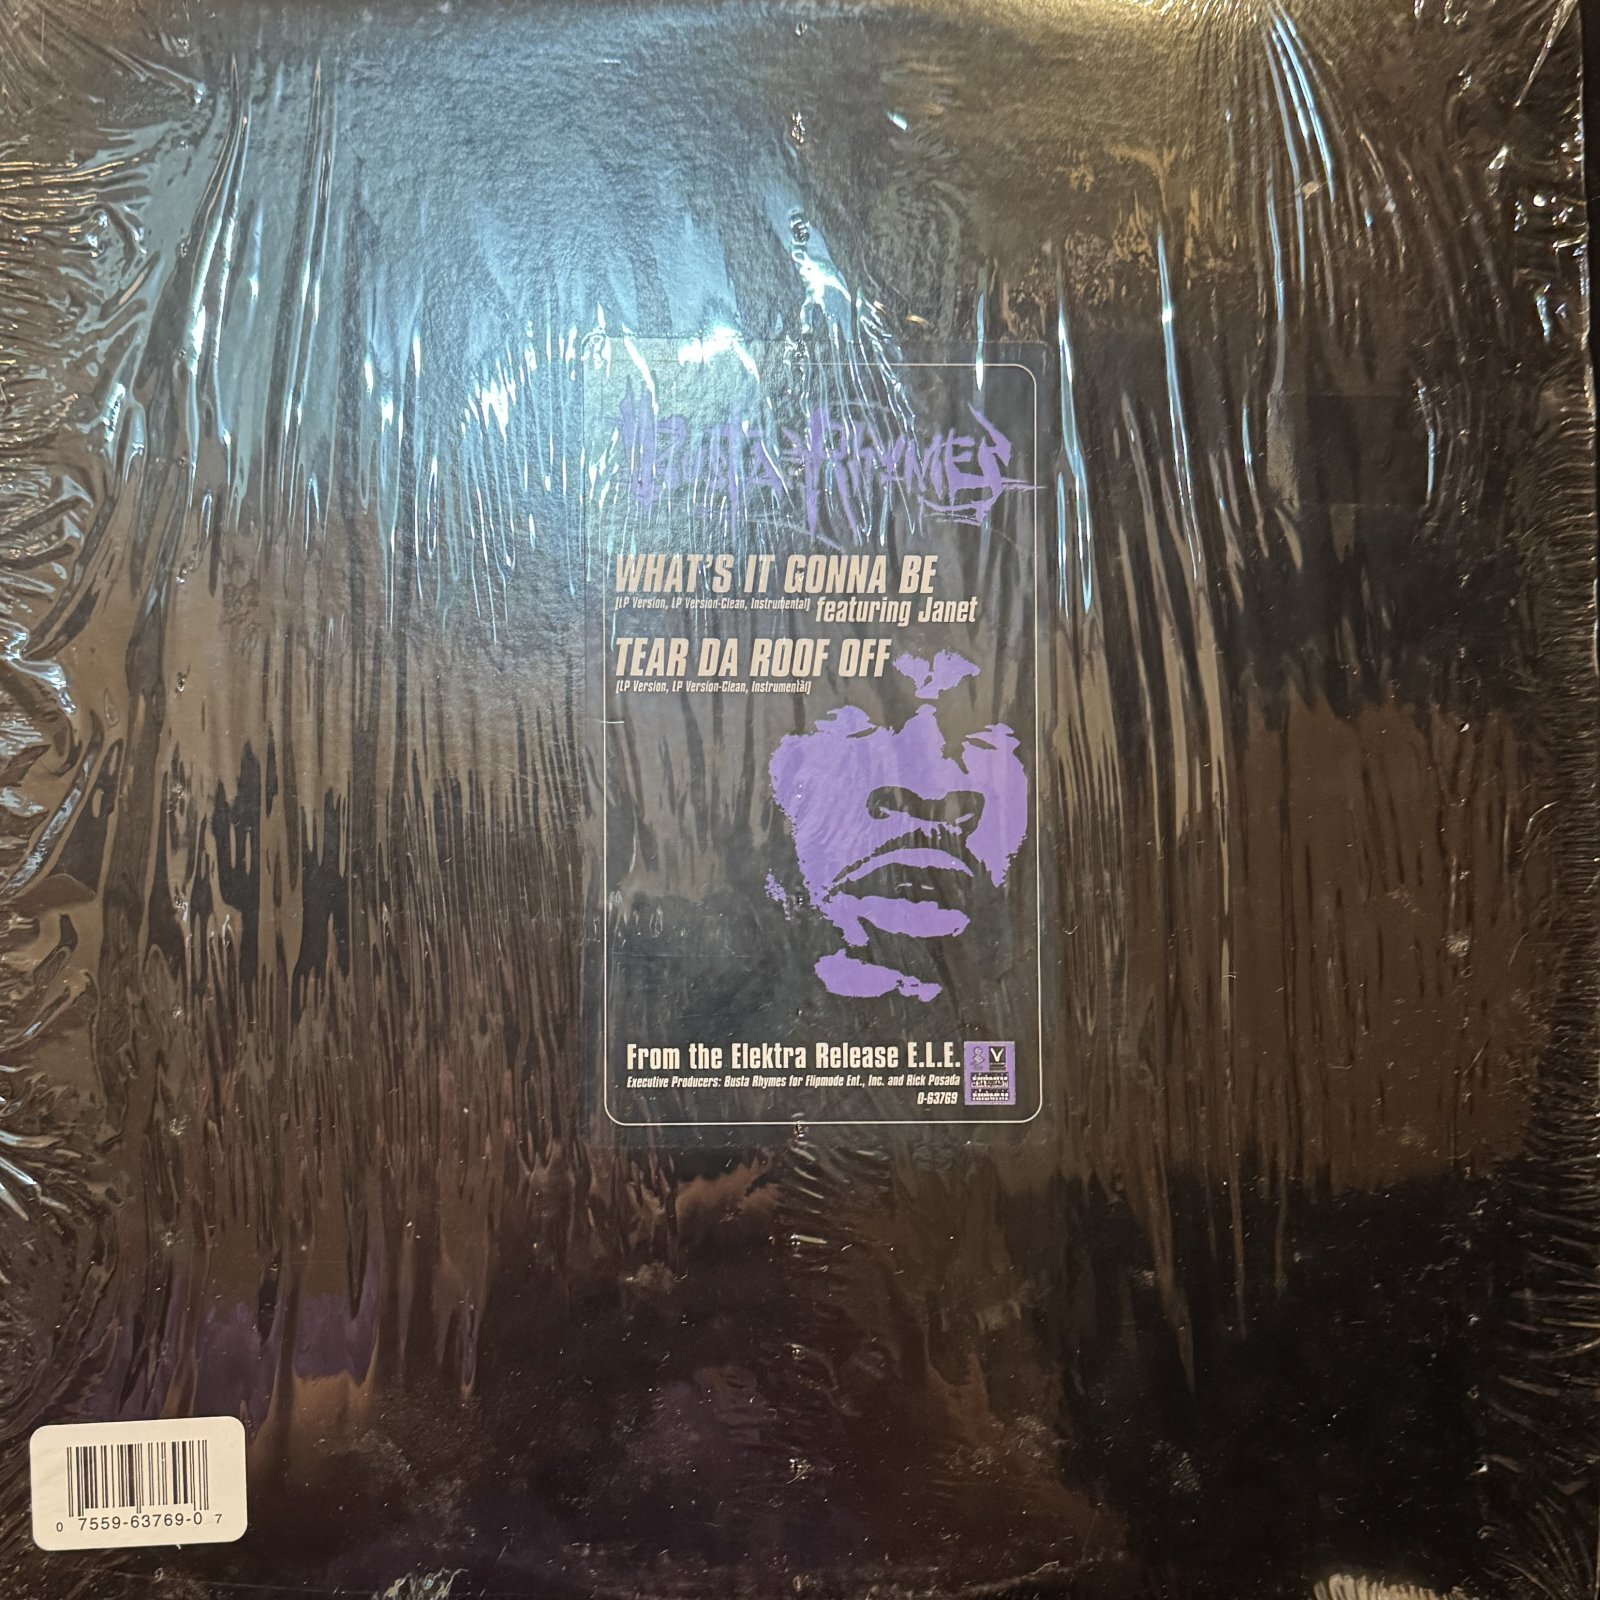 Busta Rhymes
WHAT'S IT GONNA BE
[LP Version, LP Version-Clean, Instrumental] featuring Janet
TEAR DA ROOF OFF
[LP Version, LP Version-Clean, Instrumental]
From the Elektra Release E.L.E.
Executive Producers: Busta Rhymes for Flipmode Ent., Inc. and Rick Posada
0-63769
0 7559-63769-0 7